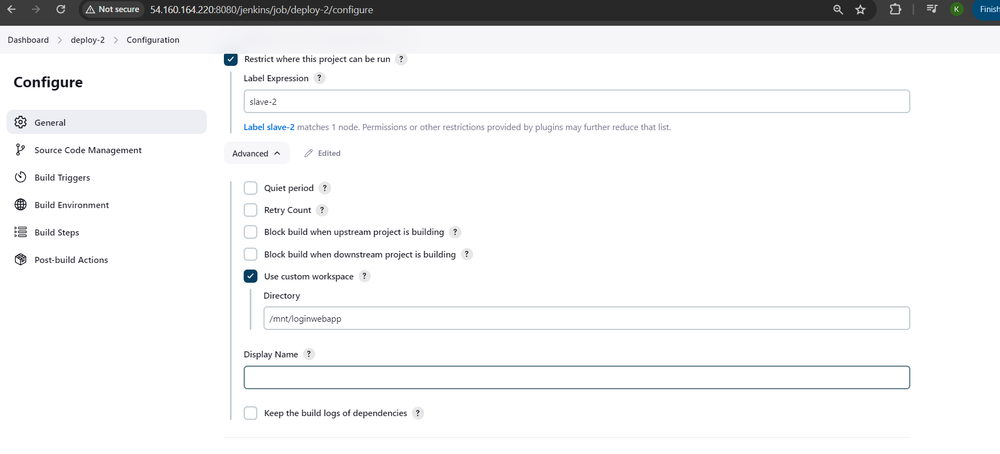 Not secure 54.160.164.220:8080/jenkins/job/deploy-2/configure K Finish
Dashboard > deploy-2 > Configuration
Configure
General
Source Code Management
Build Triggers
Build Environment
Build Steps
Post-build Actions
Restrict where this project can be run ?
Label Expression ?
slave-2
Label slave-2 matches 1 node. Permissions or other restrictions provided by plugins may further reduce that list.
Advanced Edited
Quiet period ?
Retry Count ?
Block build when upstream project is building ?
Block build when downstream project is building ?
Use custom workspace ?
Directory
/mnt/loginwebapp
Display Name ?
Keep the build logs of dependencies ?